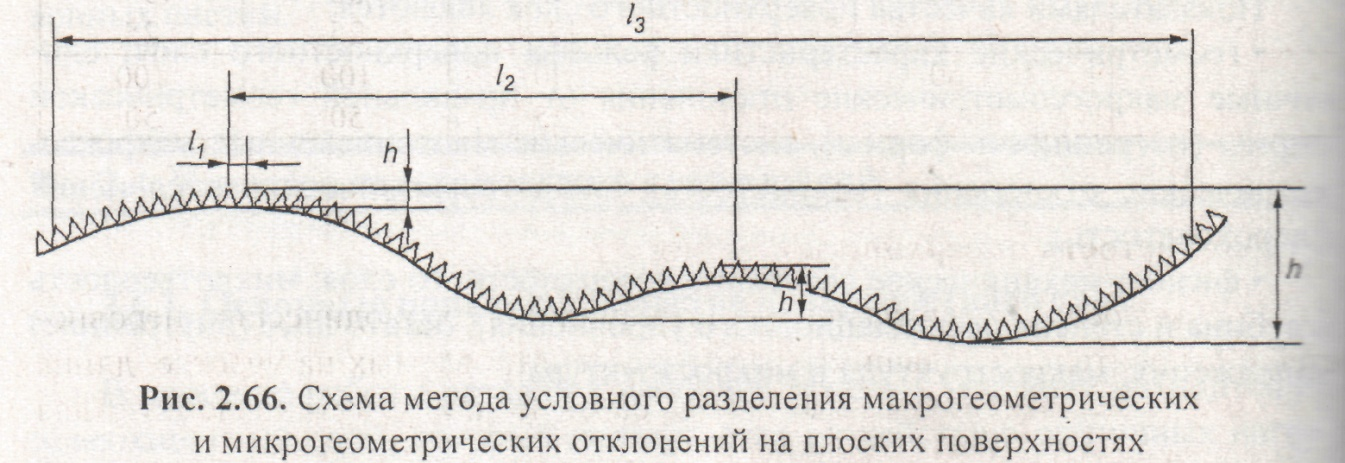 l3
l2
l1
h
h
h
Рис. 2.66. Схема метода условного разделения макрогеометрических
и микрогеометрических отклонений на плоских поверхностях